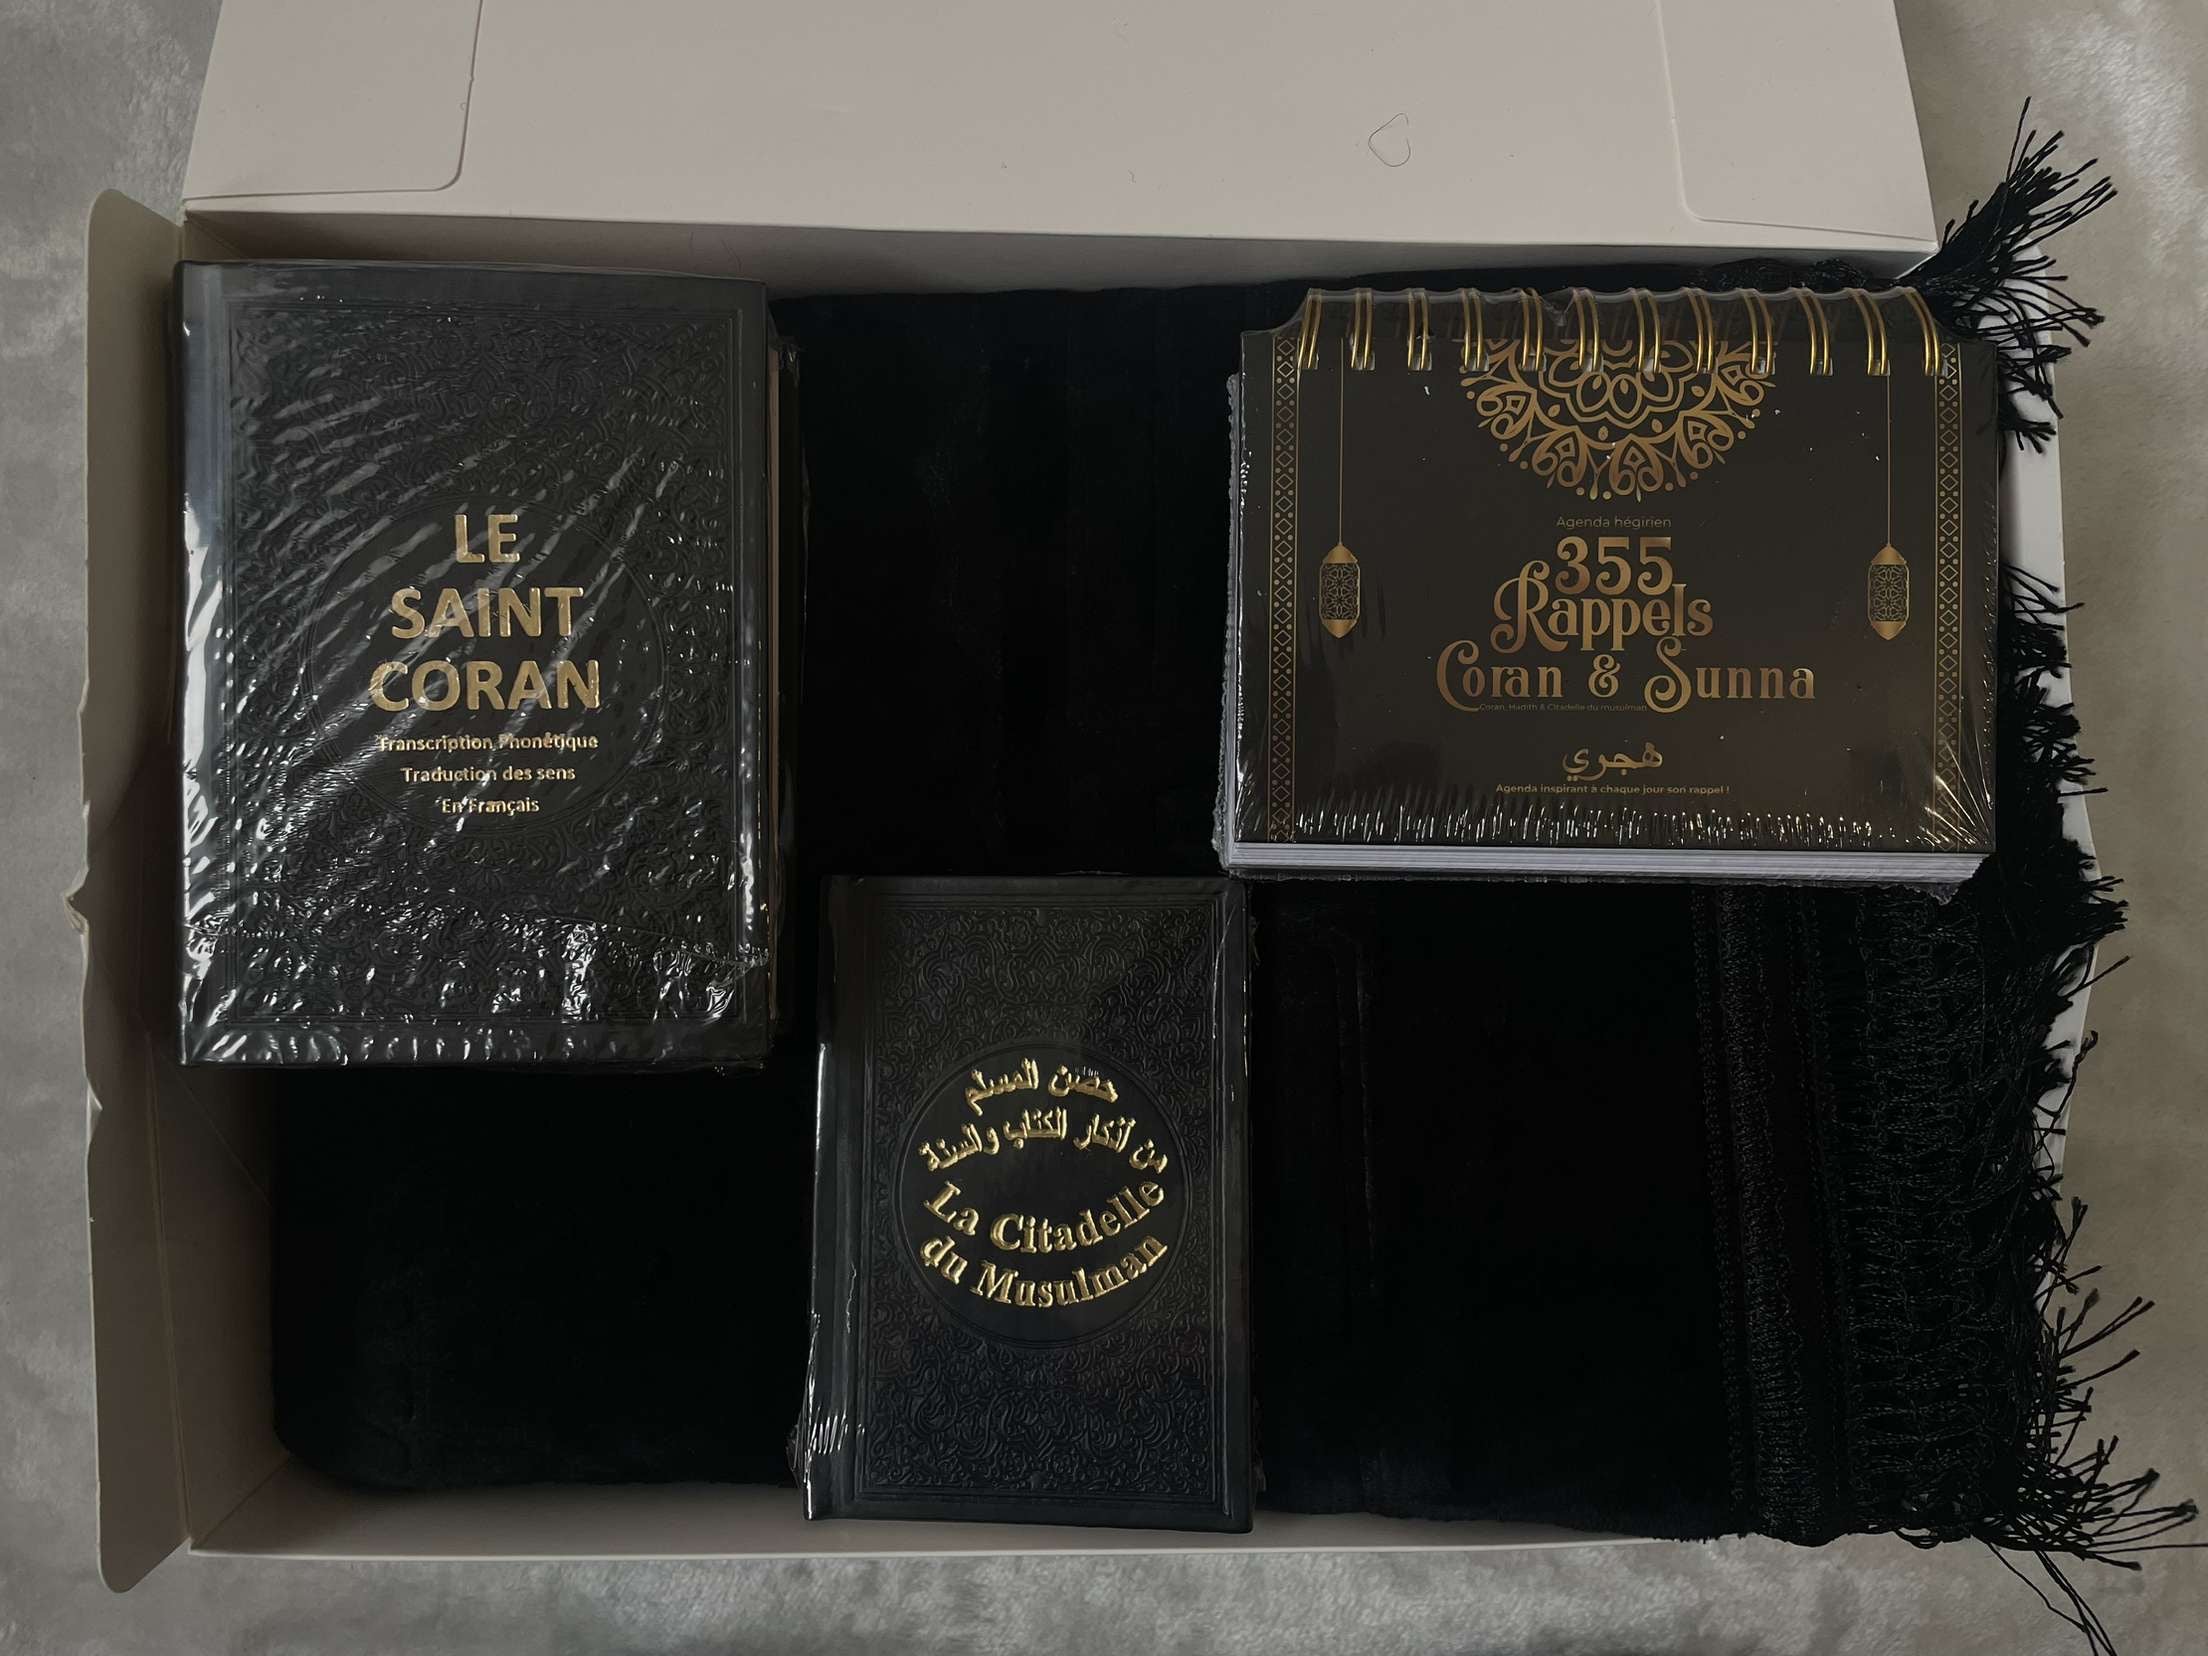 LE
SAINT
CORAN
Transcription Phonétique
Traduction des sens
En Français
Agenda hégirien
355
Rappels
Coran & Sunna
Coran, Hadith & Citadelle du musulman
هجري
Agenda inspirant à chaque jour son rappel !
حصن المسلم
من أذكار الكتاب والسنة
La Citadelle
du Musulman